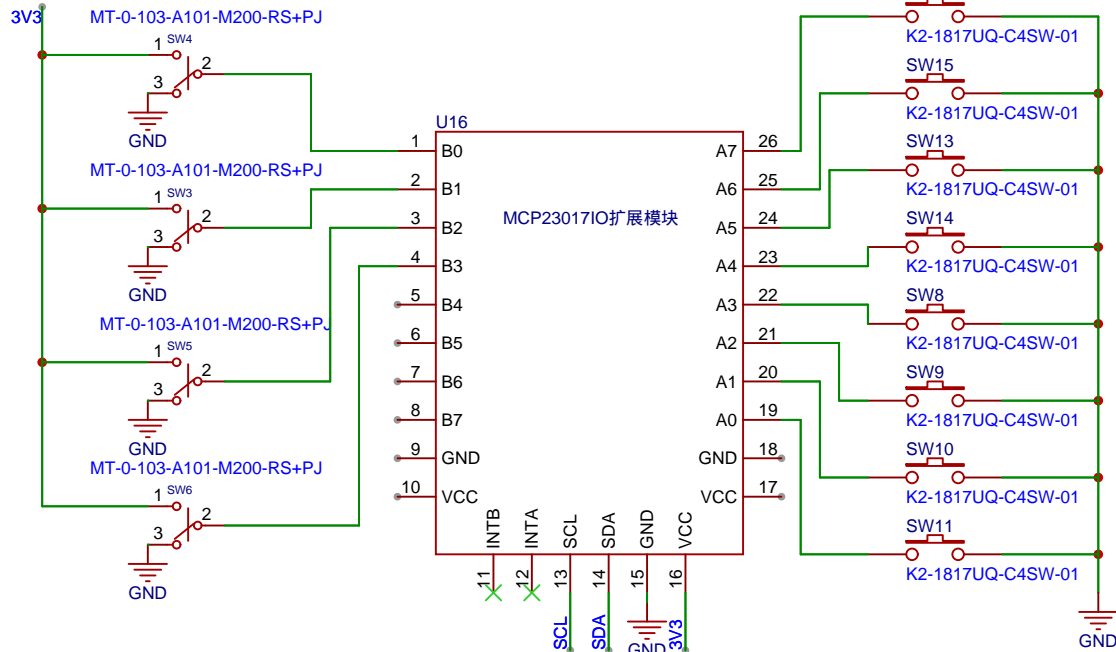 3V3
MT-0-103-A101-M200-RS+PJ
1
SW4
2
3
GND
MT-0-103-A101-M200-RS+PJ
1
SW3
2
3
GND
MT-0-103-A101-M200-RS+PJ
1
SW5
2
3
GND
MT-0-103-A101-M200-RS+PJ
1
SW6
2
3
GND
U16
MCP23017IO扩展模块
1 B0
2 B1
3 B2
4 B3
5 B4
6 B5
7 B6
8 B7
9 GND
10 VCC
A7 26
A6 25
A5 24
A4 23
A3 22
A2 21
A1 20
A0 19
GND 18
VCC 17
INTB 11
INTA 12
SCL 13
SDA 14
GND 15
VCC 16
SCL
SDA
GND
3V3
K2-1817UQ-C4SW-01
SW15
K2-1817UQ-C4SW-01
SW13
K2-1817UQ-C4SW-01
SW14
K2-1817UQ-C4SW-01
SW8
K2-1817UQ-C4SW-01
SW9
K2-1817UQ-C4SW-01
SW10
K2-1817UQ-C4SW-01
SW11
K2-1817UQ-C4SW-01
GND